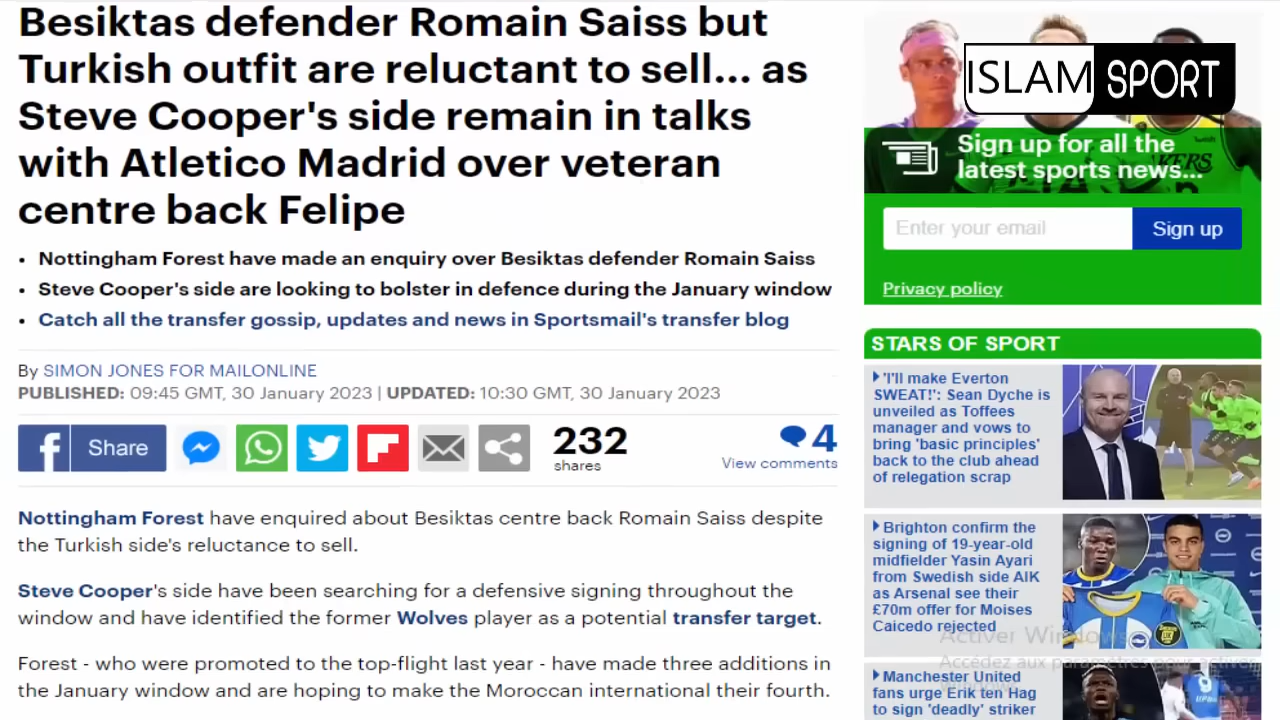 Besiktas defender Romain Saiss but
Turkish outfit are reluctant to sell... as
Steve Cooper's side remain in talks
with Atletico Madrid over veteran
centre back Felipe
• Nottingham Forest have made an enquiry over Besiktas defender Romain Saiss
• Steve Cooper's side are looking to bolster in defence during the January window
• Catch all the transfer gossip, updates and news in Sportsmail's transfer blog
By SIMON JONES FOR MAILONLINE
PUBLISHED: 09:45 GMT, 30 January 2023 | UPDATED: 10:30 GMT, 30 January 2023
f Share
232
shares
4
View comments
Nottingham Forest have enquired about Besiktas centre back Romain Saiss despite
the Turkish side's reluctance to sell.
Steve Cooper's side have been searching for a defensive signing throughout the
window and have identified the former Wolves player as a potential transfer target.
Forest - who were promoted to the top-flight last year - have made three additions in
the January window and are hoping to make the Moroccan international their fourth.
ISLAM SPORT
Sign up for all the
latest sports news...
Enter your email
Sign up
Privacy policy
STARS OF SPORT
'I'll make Everton
SWEAT!': Sean Dyche is
unveiled as Toffees
manager and vows to
bring 'basic principles'
back to the club ahead
of relegation scrap
Brighton confirm the
signing of 19-year-old
midfielder Yasin Ayari
from Swedish side AIK
as Arsenal see their
£70m offer for Moises
Caicedo rejected
Activer Windows
Accédez aux paramètres pour activer
Manchester United
fans urge Erik ten Hag
to sign 'deadly' striker